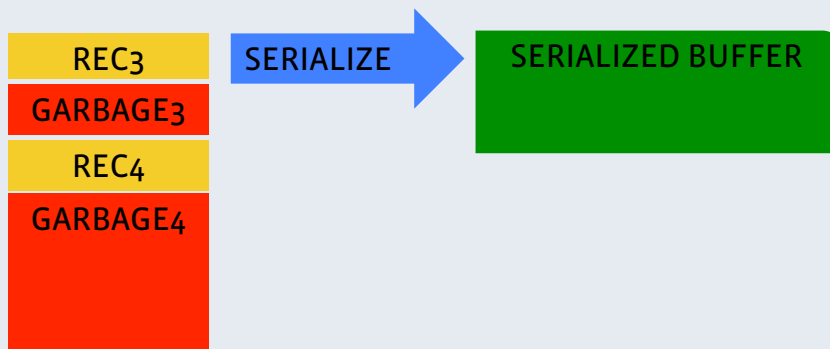 REC3
GARBAGE3
REC4
GARBAGE4
SERIALIZE
SERIALIZED BUFFER